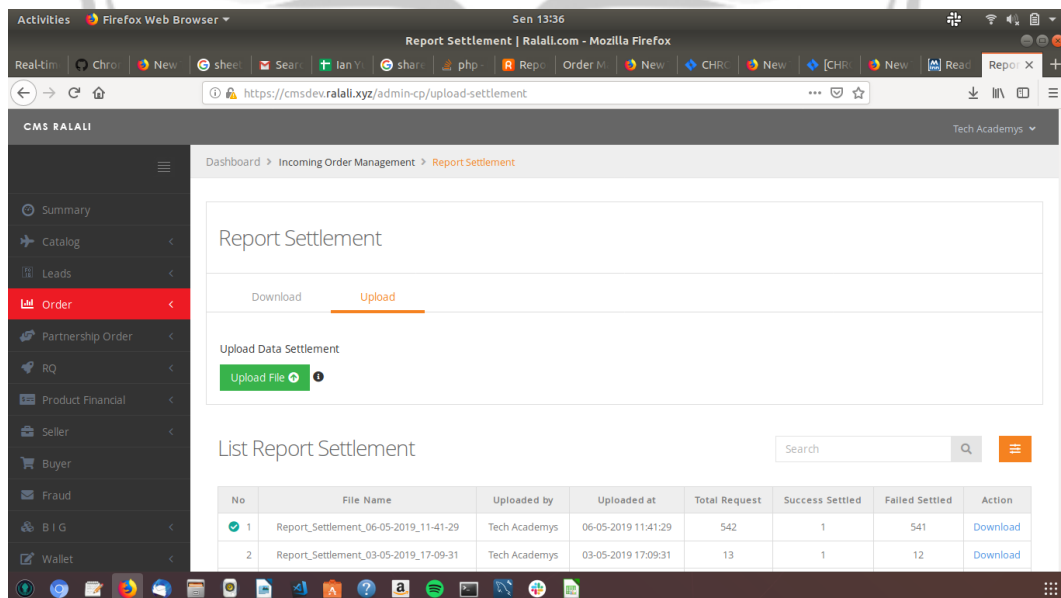 Activities Firefox Web Browser Sen 13:36
Report Settlement | Ralali.com - Mozilla Firefox
Real-tim Chro New sheet Sear Ian Y share php- Repo Order M New CHRO New [CHR New Read Repor
https://cmsdev.ralali.xyz/admin-cp/upload-settlement
CMS RALALI Tech Academys
Dashboard > Incoming Order Management > Report Settlement
Summary
Catalog
Leads
Order
Partnership Order
RQ
Product Financial
Seller
Buyer
Fraud
B I G
Wallet
Report Settlement
Download Upload
Upload Data Settlement
Upload File
List Report Settlement Search
No File Name Uploaded by Uploaded at Total Request Success Settled Failed Settled Action
1 Report_Settlement_06-05-2019_11-41-29 Tech Academys 06-05-2019 11:41:29 542 1 541 Download
2 Report_Settlement_03-05-2019_17-09-31 Tech Academys 03-05-2019 17:09:31 13 1 12 Download